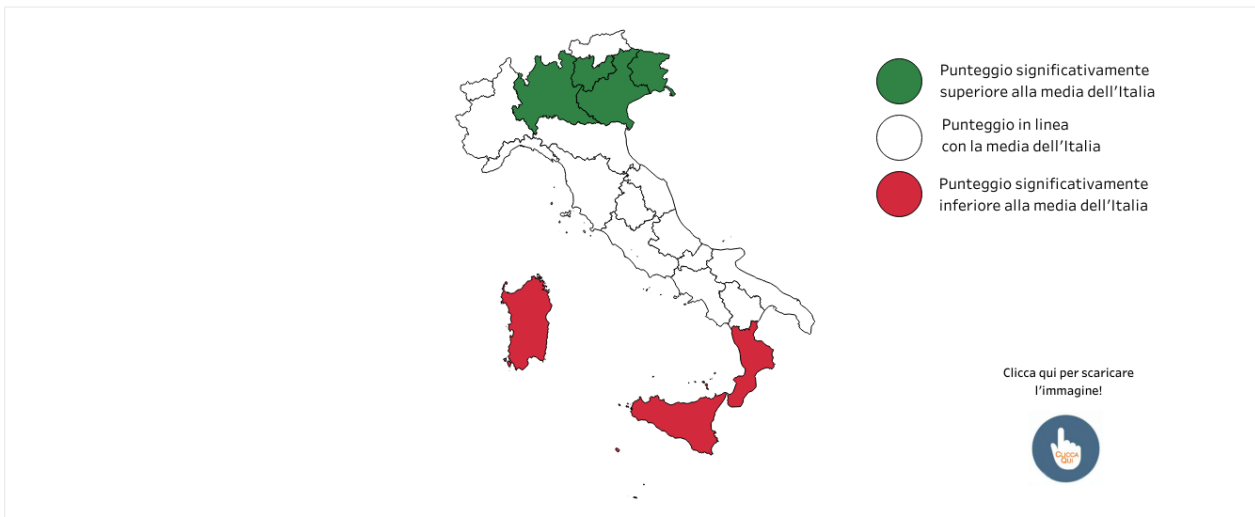 Punteggio significativamente
superiore alla media dell'Italia
Punteggio in linea
con la media dell'Italia
Punteggio significativamente
inferiore alla media dell'Italia
Clicca qui per scaricare
l'immagine!
CLICCA
QUI